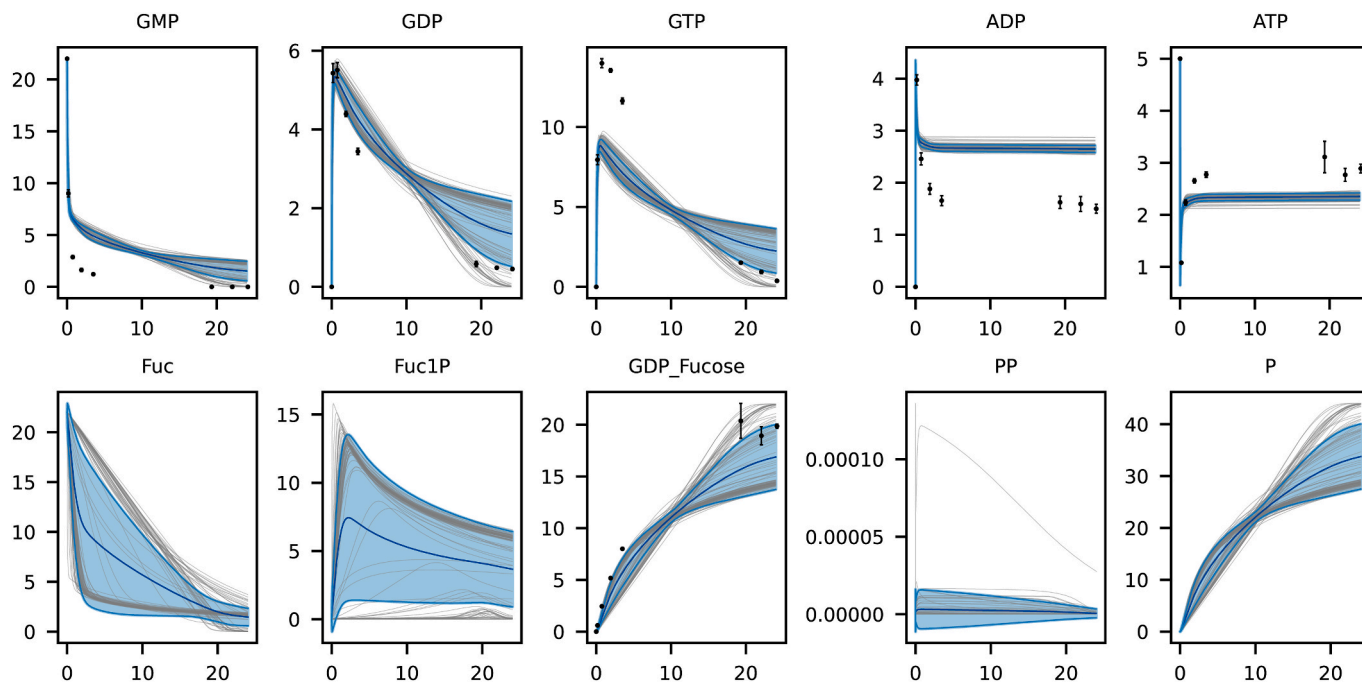 GMP GDP GTP ADP ATP
20 15 10 5 0
6 4 2 0
10 5 0
4 3 2 1 0
5 4 3 2 1
0 10 20 0 10 20 0 10 20 0 10 20 0 10 20
Fuc Fuc1P GDP_Fucose PP P
20 15 10 5 0
15 10 5 0
20 15 10 5 0
0.00010 0.00005 0.00000
40 30 20 10 0
0 10 20 0 10 20 0 10 20 0 10 20 0 10 20